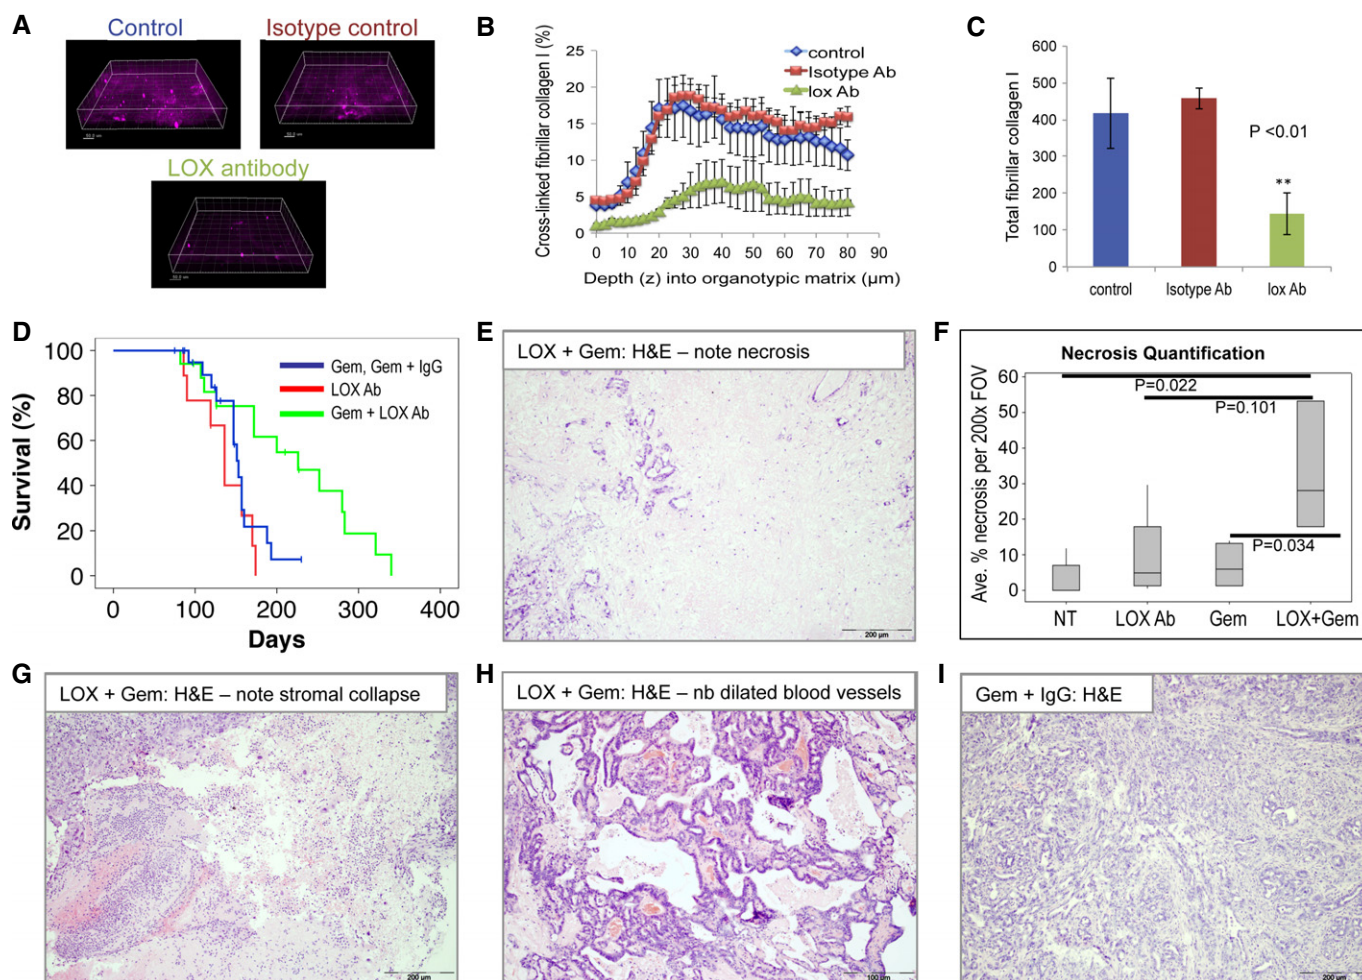 A
Control
Isotype control
LOX antibody
B
Cross-linked fibrillar collagen I (%)
25
20
15
10
5
0
control
Isotype Ab
lox Ab
0 10 20 30 40 50 60 70 80 90
Depth (z) into organotypic matrix (μm)
C
Total fibrillar collagen I
600
500
400
300
200
100
0
P <0.01
**
control Isotype Ab lox Ab
D
Survival (%)
100
80
60
40
20
0
Gem, Gem + IgG
LOX Ab
Gem + LOX Ab
0 100 200 300 400
Days
E
LOX + Gem: H&E – note necrosis
200 μm
F
Necrosis Quantification
Ave. % necrosis per 200x FOV
60
50
40
30
20
10
0
P=0.022
P=0.101
P=0.034
NT LOX Ab Gem LOX+Gem
G
LOX + Gem: H&E – note stromal collapse
200 μm
H
LOX + Gem: H&E – nb dilated blood vessels
100 μm
I
Gem + IgG: H&E
200 μm